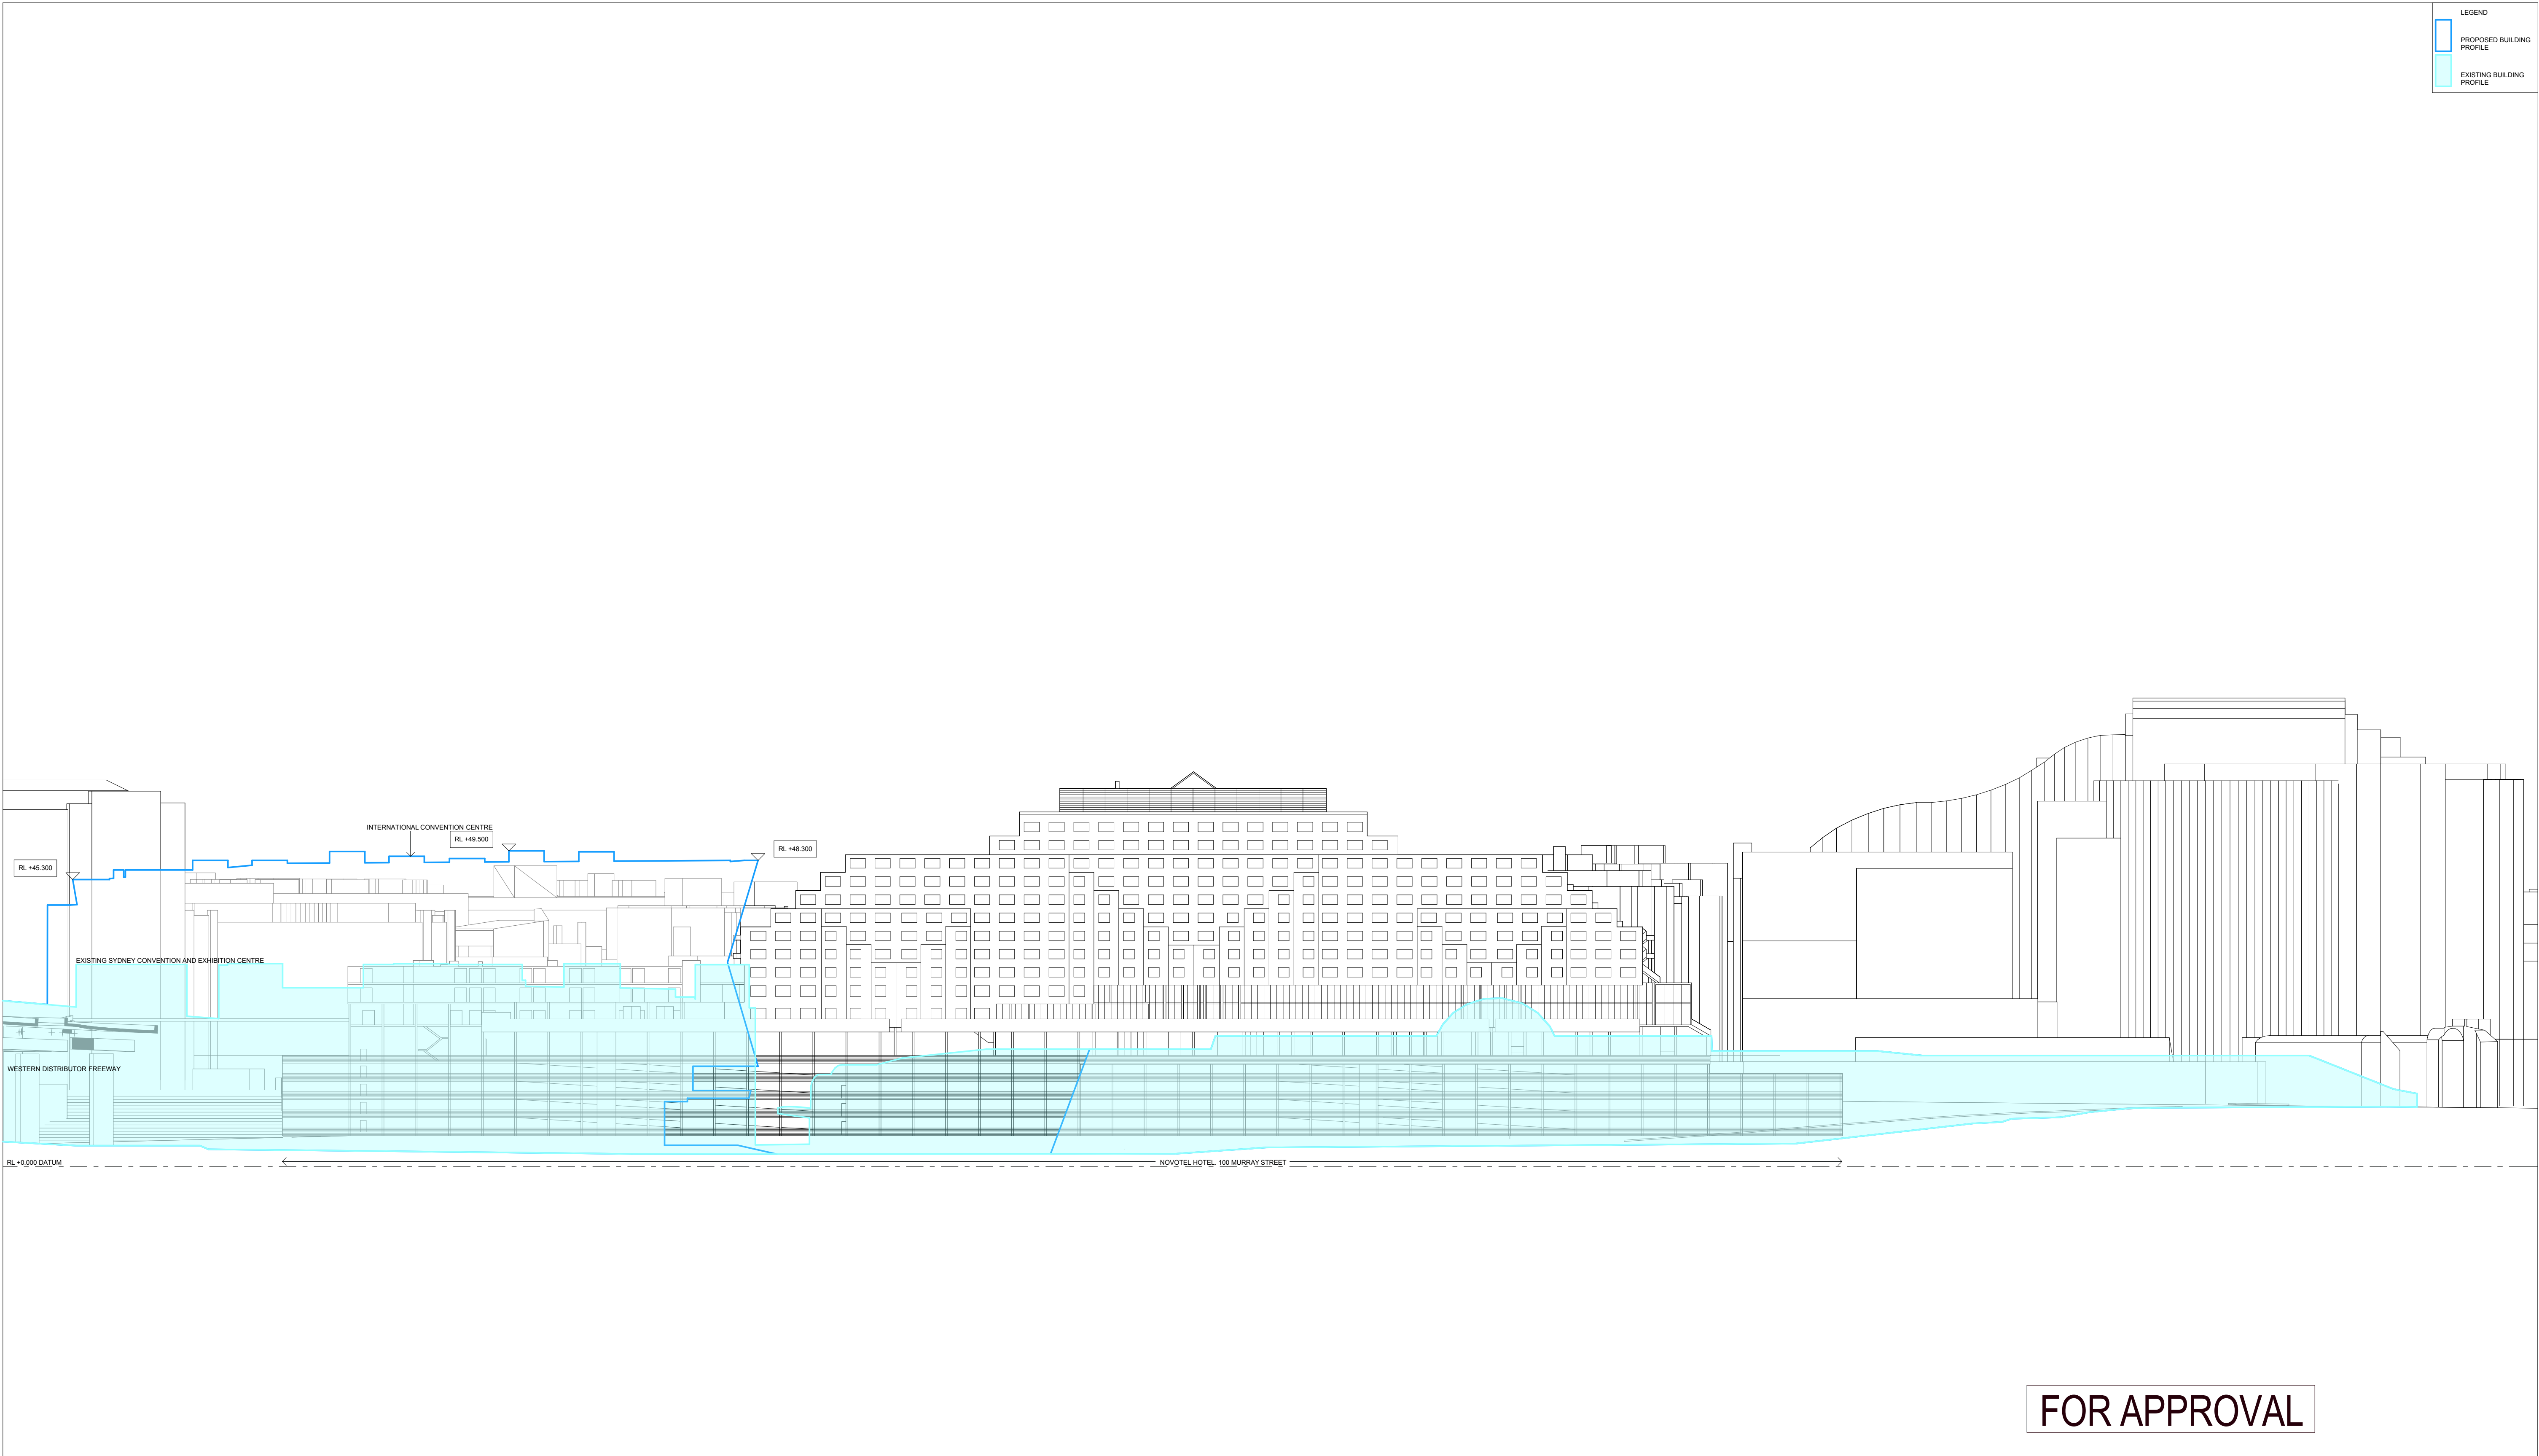 LEGEND
PROPOSED BUILDING
PROFILE
EXISTING BUILDING
PROFILE
INTERNATIONAL CONVENTION CENTRE
RL +49.500
RL +48.300
RL +45.300
EXISTING SYDNEY CONVENTION AND EXHIBITION CENTRE
WESTERN DISTRIBUTOR FREEWAY
RL +0.000 DATUM
NOVOTEL HOTEL 100 MURRAY STREET
FOR APPROVAL